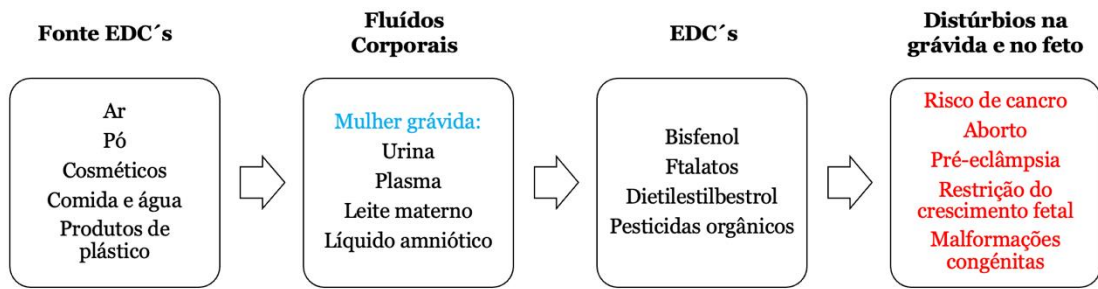 Fonte EDC´s
Ar
Pó
Cosméticos
Comida e água
Produtos de
plástico
Fluídos
Corporais
Mulher grávida:
Urina
Plasma
Leite materno
Líquido amniótico
EDC´s
Bisfenol
Ftalatos
Dietilestilbestrol
Pesticidas orgânicos
Distúrbios na
grávida e no feto
Risco de cancro
Aborto
Pré-eclâmpsia
Restrição do
crescimento fetal
Malformações
congénitas